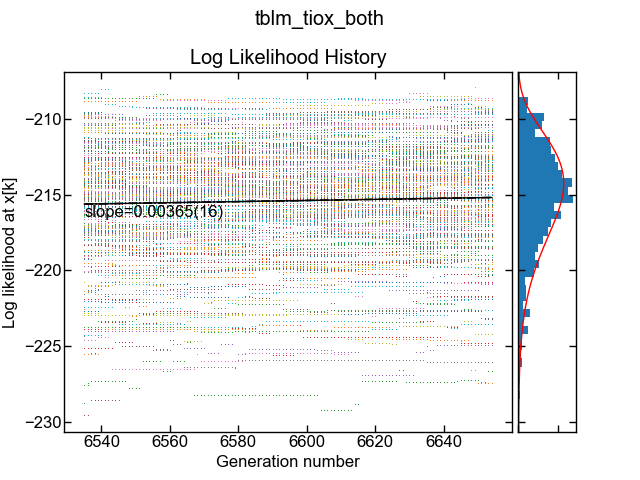 tblm_tiox_both
Log Likelihood History
Log likelihood at x[k]
−210
−215
−220
−225
−230
slope=0.00365(16)
6540 6560 6580 6600 6620 6640
Generation number